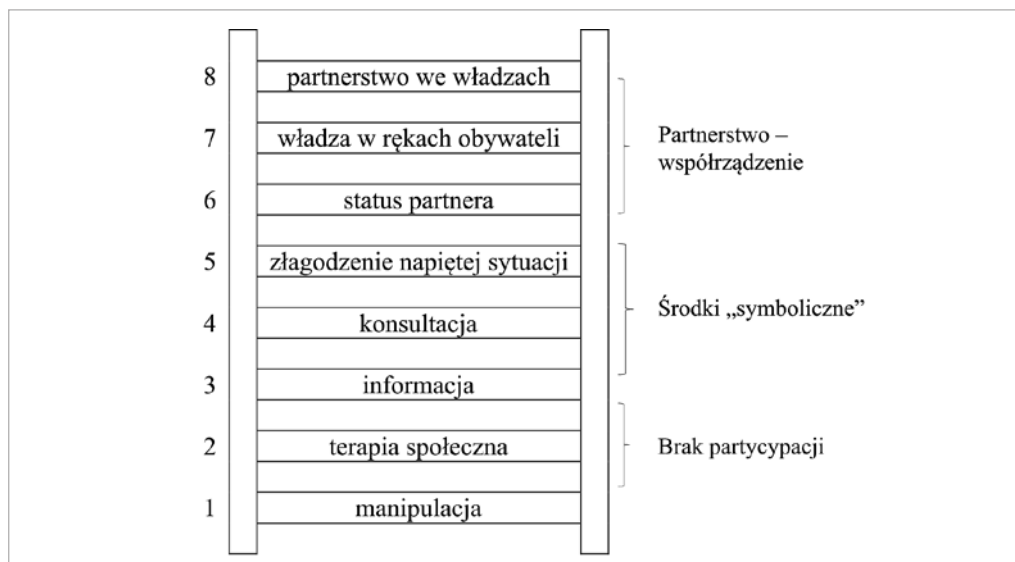 8 partnerstwo we władzach
7 władza w rękach obywateli
Partnerstwo –
współrządzenie
6 status partnera
5 złagodzenie napiętej sytuacji
Środki „symboliczne”
4 konsultacja
3 informacja
2 terapia społeczna
Brak partycypacji
1 manipulacja